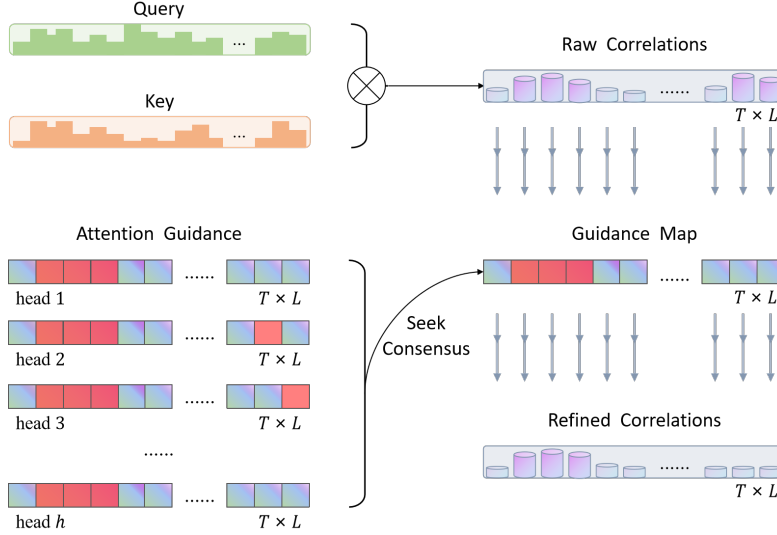 Query
...
Raw Correlations
Key
......
...
T × L
Attention Guidance
Guidance Map
......
......
head 1
T × L
T × L
......
Seek
Consensus
head 2
T × L
......
head 3
T × L
Refined Correlations
......
......
......
T × L
head h
T × L